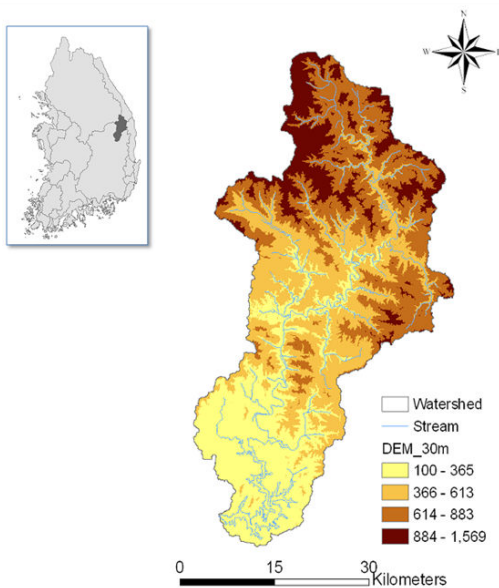 N
W
E
S
Watershed
Stream
DEM_30m
100 - 365
366 - 613
614 - 883
884 - 1,569
0 15 30
Kilometers